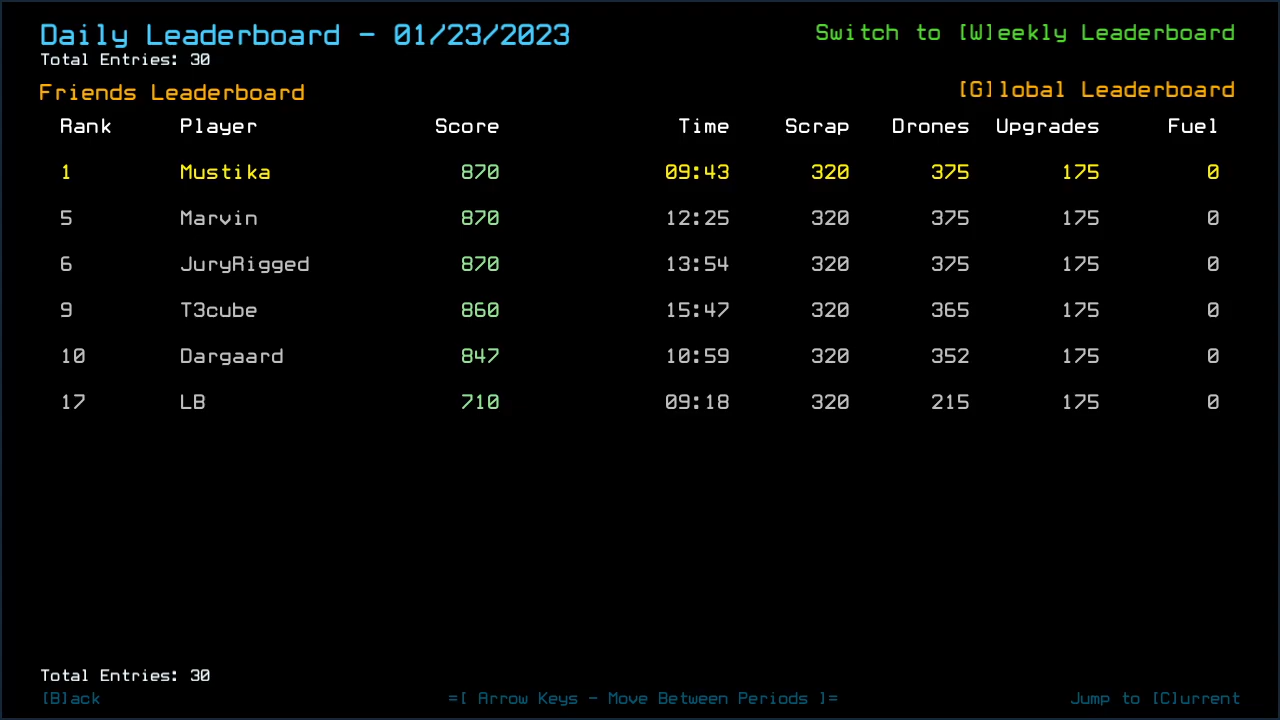 Daily Leaderboard - 01/23/2023 Switch to [W]eekly Leaderboard
Total Entries: 30
Friends Leaderboard [G]lobal Leaderboard
Rank Player Score Time Scrap Drones Upgrades Fuel
1 Mustika 870 09:43 320 375 175 0
5 Marvin 870 12:25 320 375 175 0
6 JuryRigged 870 13:54 320 375 175 0
9 T3cube 860 15:47 320 365 175 0
10 Dargaard 847 10:59 320 352 175 0
17 LB 710 09:18 320 215 175 0
Total Entries: 30
[B]ack =[ Arrow Keys - Move Between Periods ]= Jump to [C]urrent